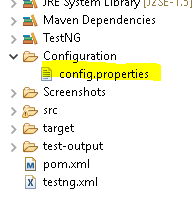 JRE System Library [J2SE-1.5]
Maven Dependencies
TestNG
Configuration
config.properties
Screenshots
src
target
test-output
pom.xml
testng.xml